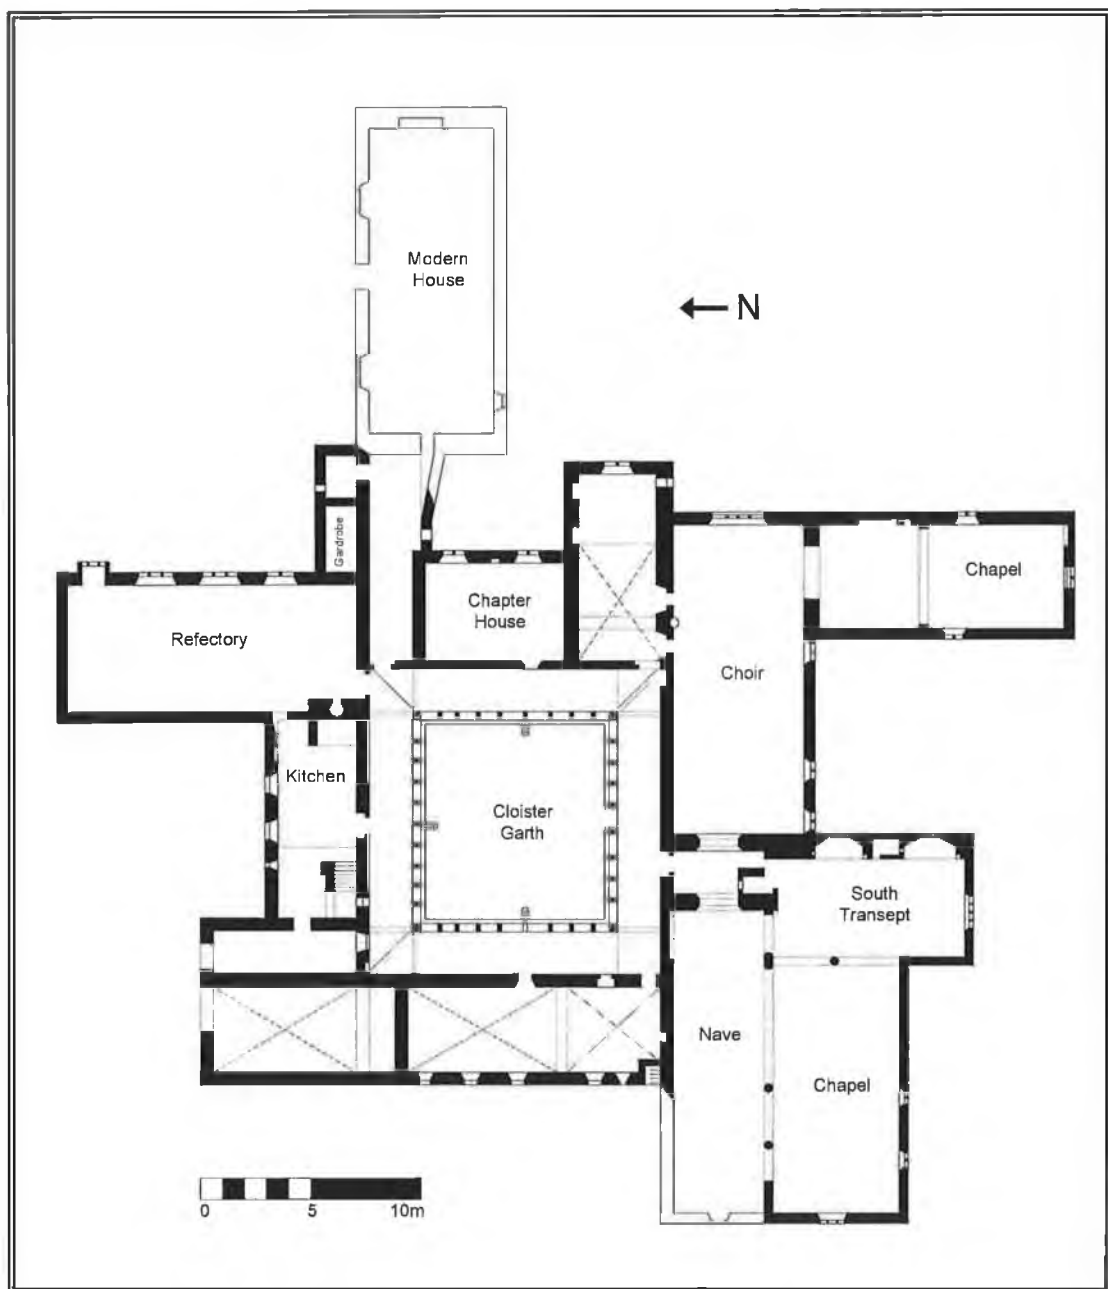 Modern
House
N
Gardrobe
Chapter
House
Chapel
Refectory
Choir
Kitchen
Cloister
Garth
South
Transept
Nave
Chapel
0 5 10m